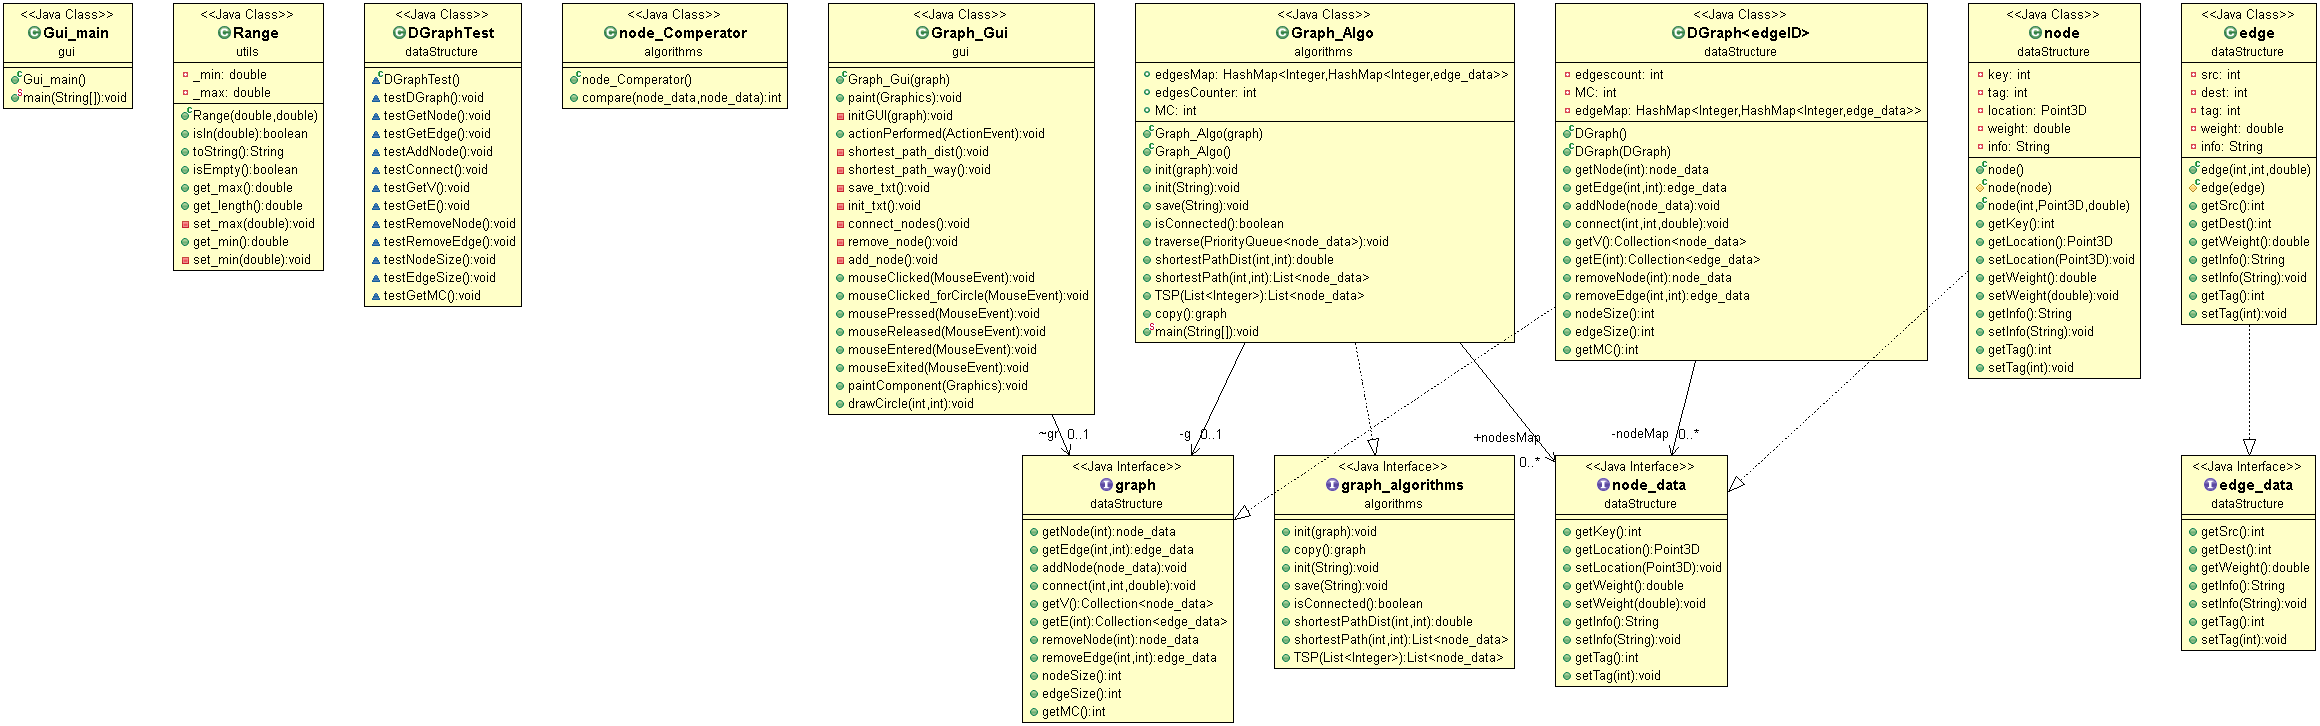 <<Java Class>>
Gui_main
gui
Gui_main()
main(String[]):void
<<Java Class>>
Range
utils
_min: double
_max: double
Range(double,double)
isIn(double):boolean
toString():String
isEmpty():boolean
get_max():double
get_length():double
set_max(double):void
get_min():double
set_min(double):void
<<Java Class>>
DGraphTest
dataStructure
DGraphTest()
testDGraph():void
testGetNode():void
testGetEdge():void
testAddNode():void
testConnect():void
testGetV():void
testGetE():void
testRemoveNode():void
testRemoveEdge():void
testNodeSize():void
testEdgeSize():void
testGetMC():void
<<Java Class>>
node_Comperator
algorithms
node_Comperator()
compare(node_data,node_data):int
<<Java Class>>
Graph_Gui
gui
Graph_Gui(graph)
paint(Graphics):void
initGUI(graph):void
actionPerformed(ActionEvent):void
shortest_path_dist():void
shortest_path_way():void
save_txt():void
init_txt():void
connect_nodes():void
remove_node():void
add_node():void
mouseClicked(MouseEvent):void
mouseClicked_forCircle(MouseEvent):void
mousePressed(MouseEvent):void
mouseReleased(MouseEvent):void
mouseEntered(MouseEvent):void
mouseExited(MouseEvent):void
paintComponent(Graphics):void
drawCircle(int,int):void
<<Java Class>>
Graph_Algo
algorithms
edgesMap: HashMap<Integer,HashMap<Integer,edge_data>>
edgesCounter: int
MC: int
Graph_Algo(graph)
Graph_Algo()
init(graph):void
init(String):void
save(String):void
isConnected():boolean
traverse(PriorityQueue<node_data>):void
shortestPathDist(int,int):double
shortestPath(int,int):List<node_data>
TSP(List<Integer>):List<node_data>
copy():graph
main(String[]):void
<<Java Class>>
DGraph<edgeID>
dataStructure
edgescount: int
MC: int
edgeMap: HashMap<Integer,HashMap<Integer,edge_data>>
DGraph()
DGraph(DGraph)
getNode(int):node_data
getEdge(int,int):edge_data
addNode(node_data):void
connect(int,int,double):void
getV():Collection<node_data>
getE(int):Collection<edge_data>
removeNode(int):node_data
removeEdge(int,int):edge_data
nodeSize():int
edgeSize():int
getMC():int
<<Java Class>>
node
dataStructure
key: int
tag: int
location: Point3D
weight: double
info: String
node()
node(node)
node(int,Point3D,double)
getKey():int
getLocation():Point3D
setLocation(Point3D):void
getWeight():double
setWeight(double):void
getInfo():String
setInfo(String):void
getTag():int
setTag(int):void
<<Java Class>>
edge
dataStructure
src: int
dest: int
tag: int
weight: double
info: String
edge(int,int,double)
edge(edge)
getSrc():int
getDest():int
getWeight():double
getInfo():String
setInfo(String):void
getTag():int
setTag(int):void
~gr 0..1
-g 0..1
+nodesMap
0..*
-nodeMap 0..*
<<Java Interface>>
graph
dataStructure
getNode(int):node_data
getEdge(int,int):edge_data
addNode(node_data):void
connect(int,int,double):void
getV():Collection<node_data>
getE(int):Collection<edge_data>
removeNode(int):node_data
removeEdge(int,int):edge_data
nodeSize():int
edgeSize():int
getMC():int
<<Java Interface>>
graph_algorithms
algorithms
init(graph):void
copy():graph
init(String):void
save(String):void
isConnected():boolean
shortestPathDist(int,int):double
shortestPath(int,int):List<node_data>
TSP(List<Integer>):List<node_data>
<<Java Interface>>
node_data
dataStructure
getKey():int
getLocation():Point3D
setLocation(Point3D):void
getWeight():double
setWeight(double):void
getInfo():String
setInfo(String):void
getTag():int
setTag(int):void
<<Java Interface>>
edge_data
dataStructure
getSrc():int
getDest():int
getWeight():double
getInfo():String
setInfo(String):void
getTag():int
setTag(int):void